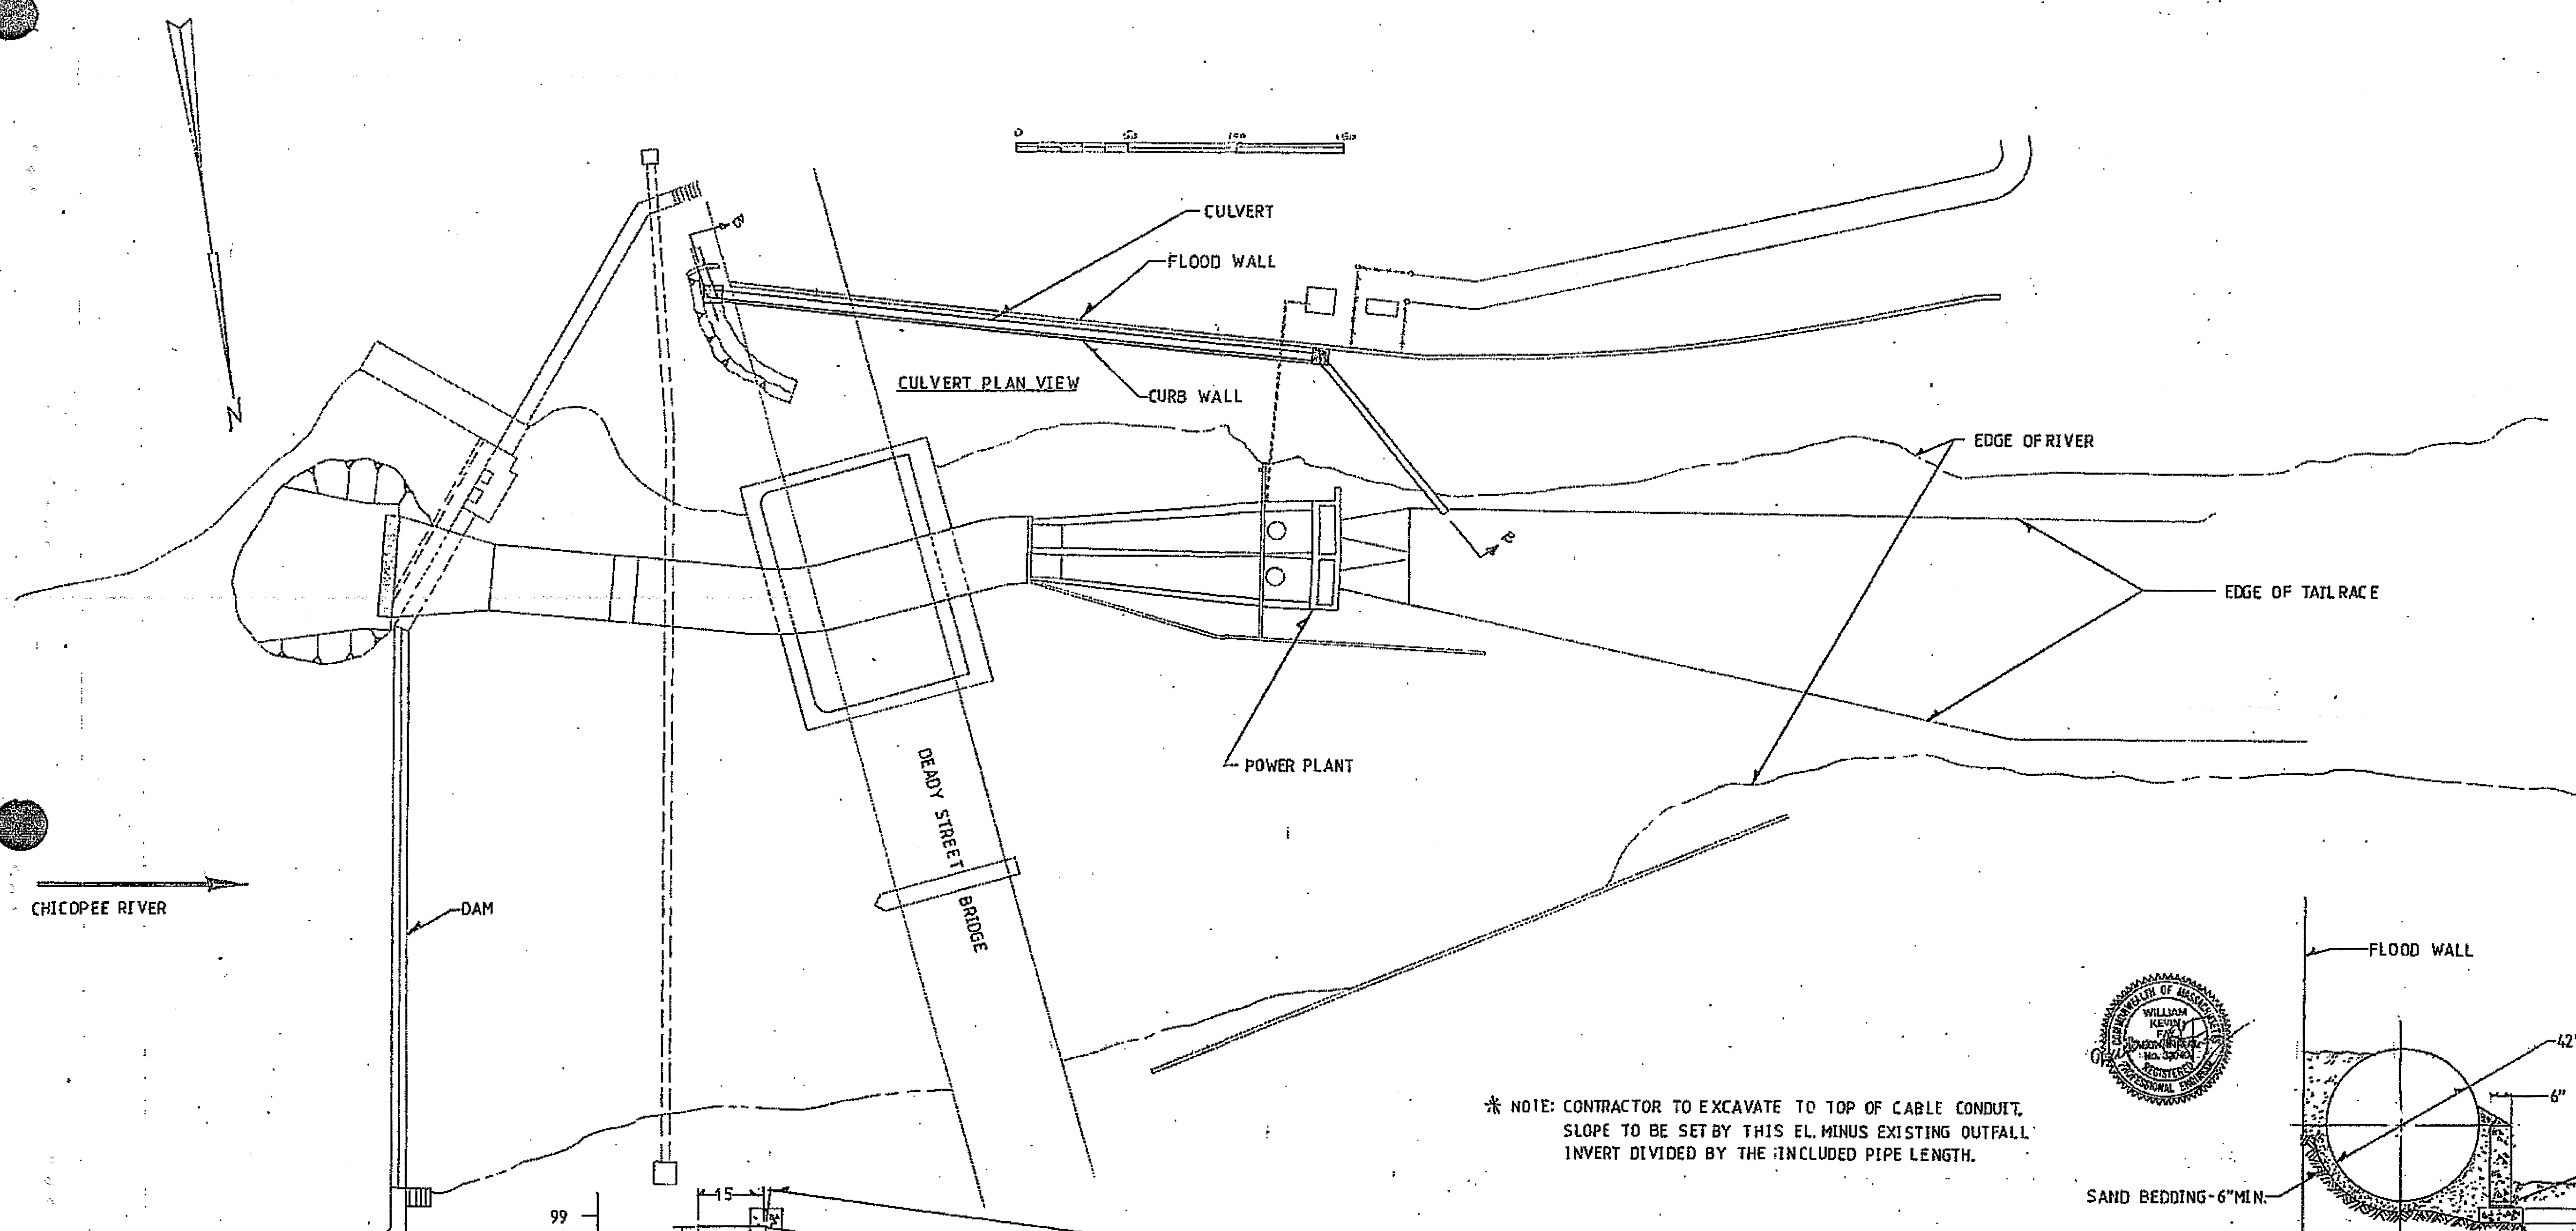 0 50 100 150
CULVERT
FLOOD WALL
B
CULVERT PLAN VIEW
CURB WALL
N
EDGE OF RIVER
B
EDGE OF TAILRACE
POWER PLANT
DEADY STREET BRIDGE
CHICOPEE RIVER
DAM
FLOOD WALL
COMMONWEALTH OF MASSACHUSETTS
WILLIAM
KEVIN
FAY
REGISTERED
PROFESSIONAL ENGINEER
42"
6"
* NOTE: CONTRACTOR TO EXCAVATE TO TOP OF CABLE CONDUIT.
SLOPE TO BE SET BY THIS EL. MINUS EXISTING OUTFALL
INVERT DIVIDED BY THE INCLUDED PIPE LENGTH.
SAND BEDDING-6"MIN.
15
99